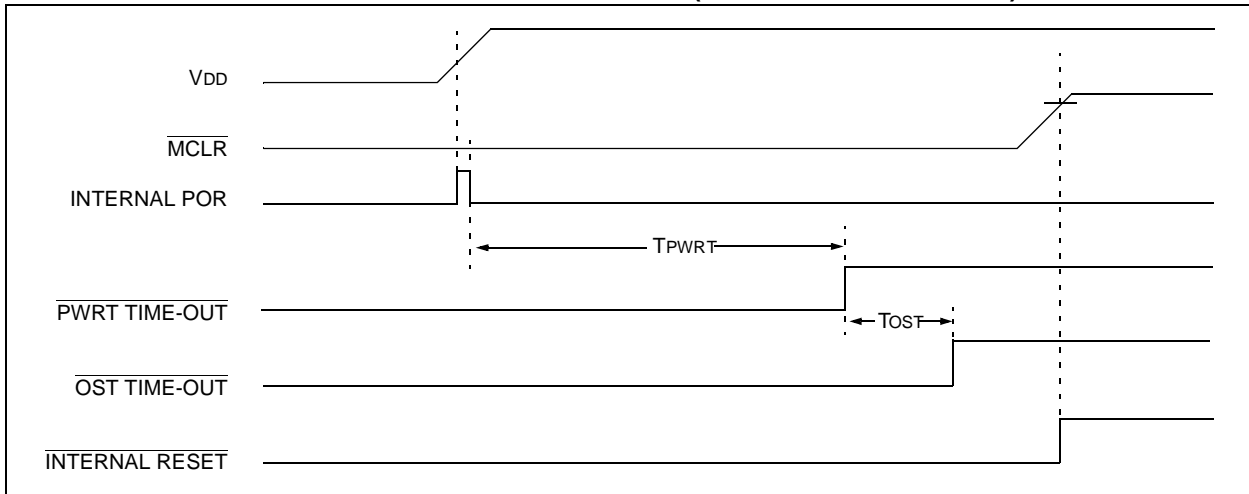 VDD
MCLR
INTERNAL POR
TPWRT
PWRT TIME-OUT
TOST
OST TIME-OUT
INTERNAL RESET